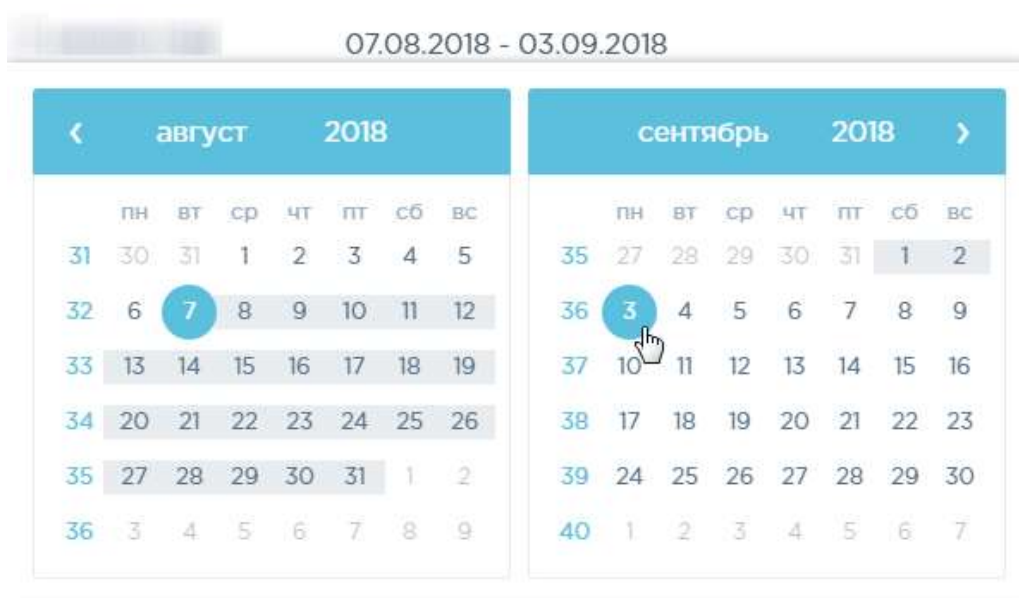 07.08.2018 - 03.09.2018
август 2018
пн вт ср чт пт сб вс
31 30 31 1 2 3 4 5
32 6 7 8 9 10 11 12
33 13 14 15 16 17 18 19
34 20 21 22 23 24 25 26
35 27 28 29 30 31 1 2
36 3 4 5 6 7 8 9
сентябрь 2018
пн вт ср чт пт сб вс
35 27 28 29 30 31 1 2
36 3 4 5 6 7 8 9
37 10 11 12 13 14 15 16
38 17 18 19 20 21 22 23
39 24 25 26 27 28 29 30
40 1 2 3 4 5 6 7